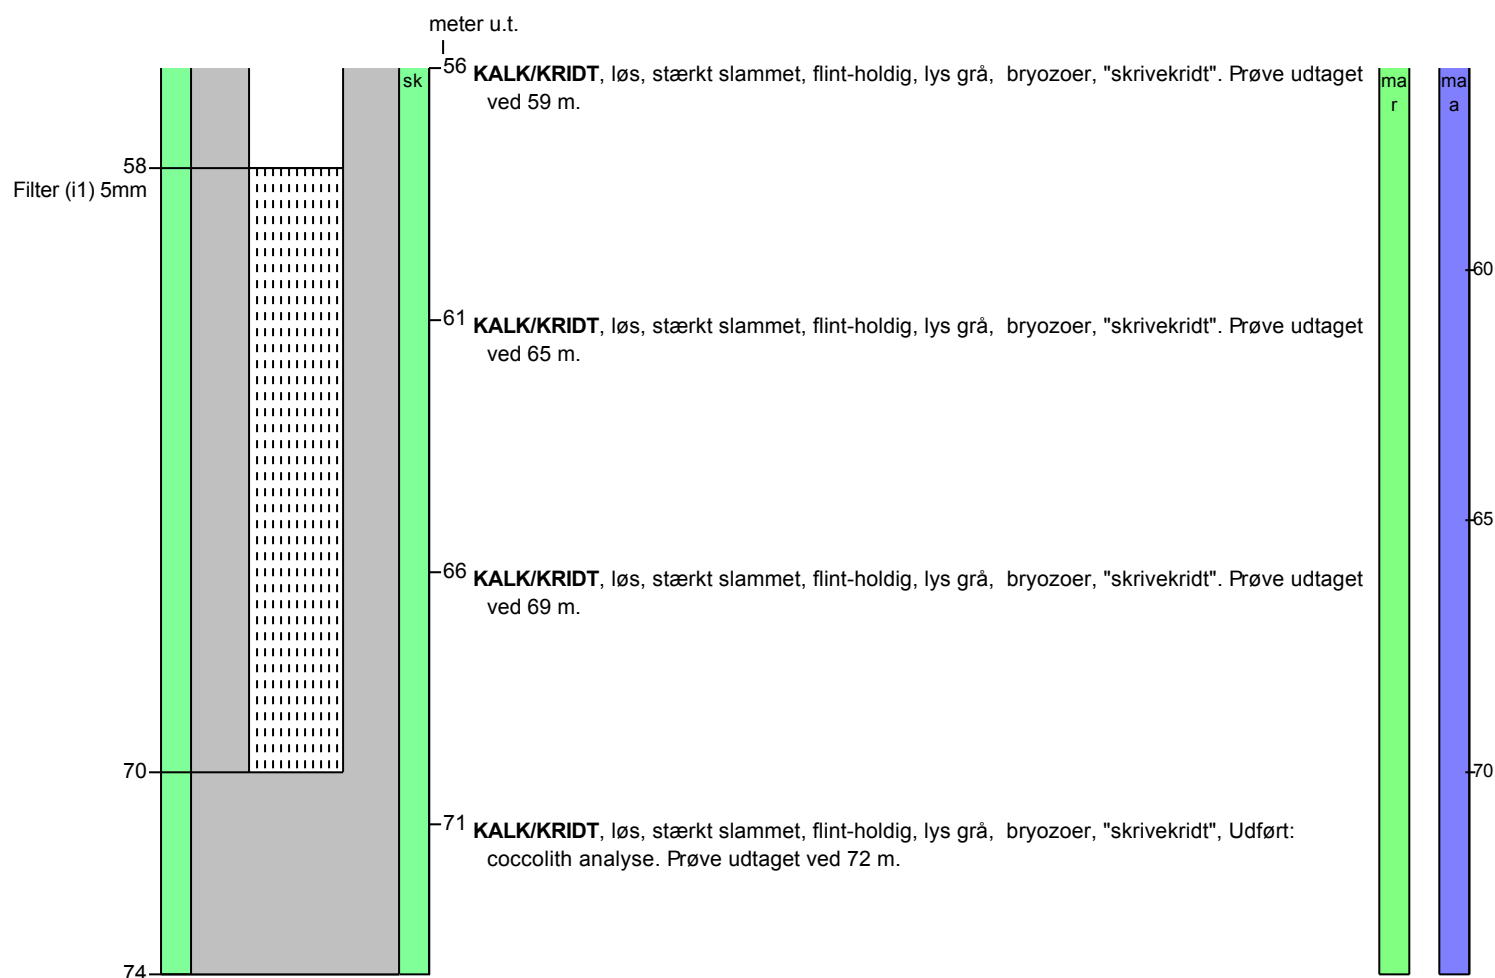 meter u.t.
56 KALK/KRIDT, løs, stærkt slammet, flint-holdig, lys grå, bryozoer, "skrivekridt". Prøve udtaget
ved 59 m.
sk
ma
r
ma
a
58
Filter (i1) 5mm
60
61 KALK/KRIDT, løs, stærkt slammet, flint-holdig, lys grå, bryozoer, "skrivekridt". Prøve udtaget
ved 65 m.
65
66 KALK/KRIDT, løs, stærkt slammet, flint-holdig, lys grå, bryozoer, "skrivekridt". Prøve udtaget
ved 69 m.
70
70
71 KALK/KRIDT, løs, stærkt slammet, flint-holdig, lys grå, bryozoer, "skrivekridt", Udført:
coccolith analyse. Prøve udtaget ved 72 m.
74